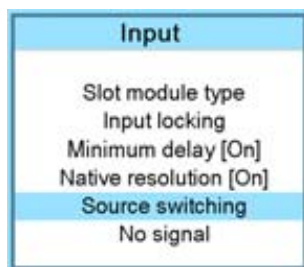 Input
Slot module type
Input locking
Minimum delay [On]
Native resolution [On]
Source switching
No signal